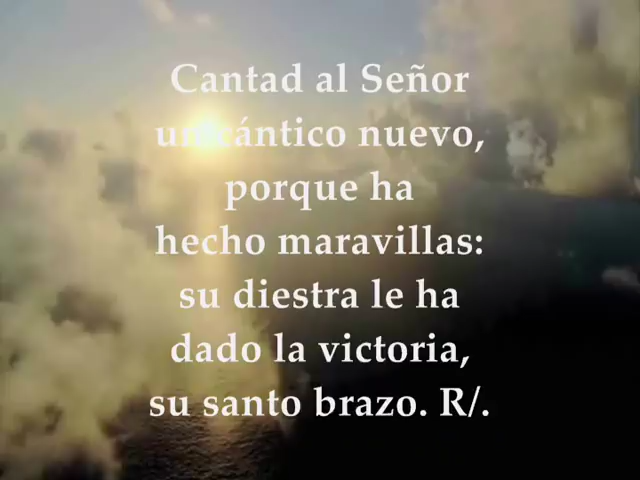 Cantad al Señor
un cántico nuevo,
porque ha
hecho maravillas:
su diestra le ha
dado la victoria,
su santo brazo. R/.